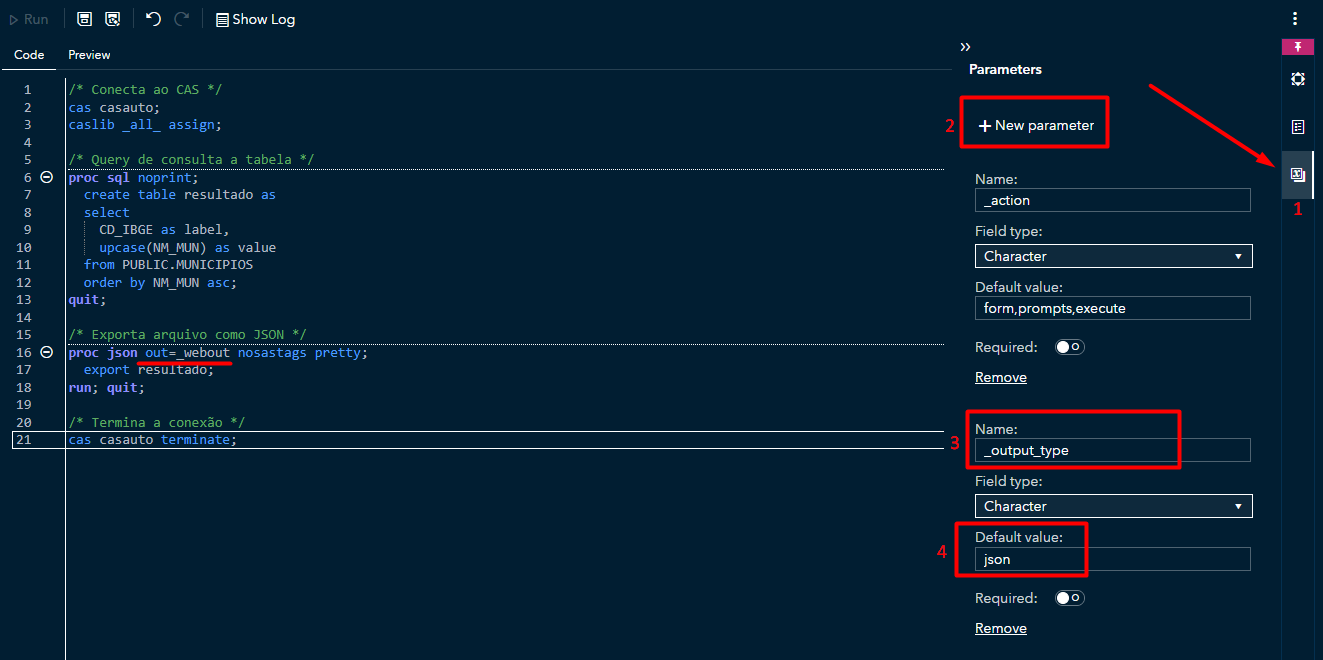 Run
Show Log
Code Preview
1 /* Conecta ao CAS */
2 cas casauto;
3 caslib _all_ assign;
4
5 /* Query de consulta a tabela */
6 proc sql noprint;
7 create table resultado as
8 select
9 CD_IBGE as label,
10 upcase(NM_MUN) as value
11 from PUBLIC.MUNICIPIOS
12 order by NM_MUN asc;
13 quit;
14
15 /* Exporta arquivo como JSON */
16 proc json out=_webout nosastags pretty;
17 export resultado;
18 run; quit;
19
20 /* Termina a conexão */
21 cas casauto terminate;
Parameters
2 + New parameter
Name:
_action
Field type:
Character
Default value:
form,prompts,execute
Required:
Remove
3 Name:
_output_type
Field type:
Character
4 Default value:
json
Required:
Remove
1